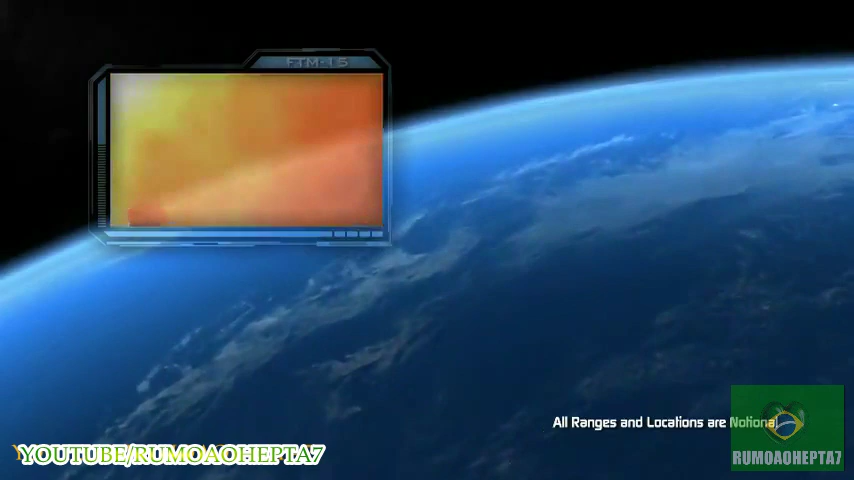 FTM-15
All Ranges and Locations are Notional
YOUTUBE/RUMOAOHEPTA7
RUMOAOHEPTA7